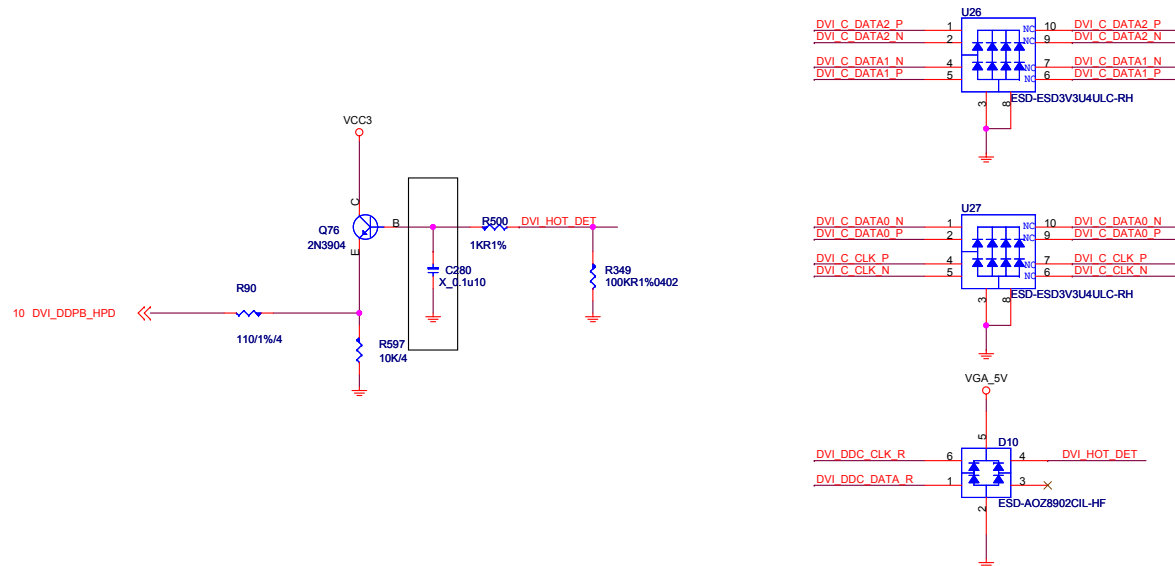 U26
DVI_C_DATA2_P 1 10 DVI_C_DATA2_P
NC
DVI_C_DATA2_N 2 9 DVI_C_DATA2_N
NC
DVI_C_DATA1_N 4 7 DVI_C_DATA1_N
NC
DVI_C_DATA1_P 5 6 DVI_C_DATA1_P
NC
3 8
ESD-ESD3V3U4ULC-RH
VCC3
C
Q76
2N3904
B
E
R500
1KR1%
DVI_HOT_DET
C280
X_0.1u10
R349
100KR1%0402
R90
10 DVI_DDPB_HPD
110/1%/4
R597
10K/4
U27
DVI_C_DATA0_N 1 10 DVI_C_DATA0_N
NC
DVI_C_DATA0_P 2 9 DVI_C_DATA0_P
DVI_C_CLK_P 4 7 DVI_C_CLK_P
NC
DVI_C_CLK_N 5 6 DVI_C_CLK_N
NC
3 8
ESD-ESD3V3U4ULC-RH
VGA_5V
5
D10
DVI_DDC_CLK_R 6 4 DVI_HOT_DET
DVI_DDC_DATA_R 1 3
ESD-AOZ8902CIL-HF
2